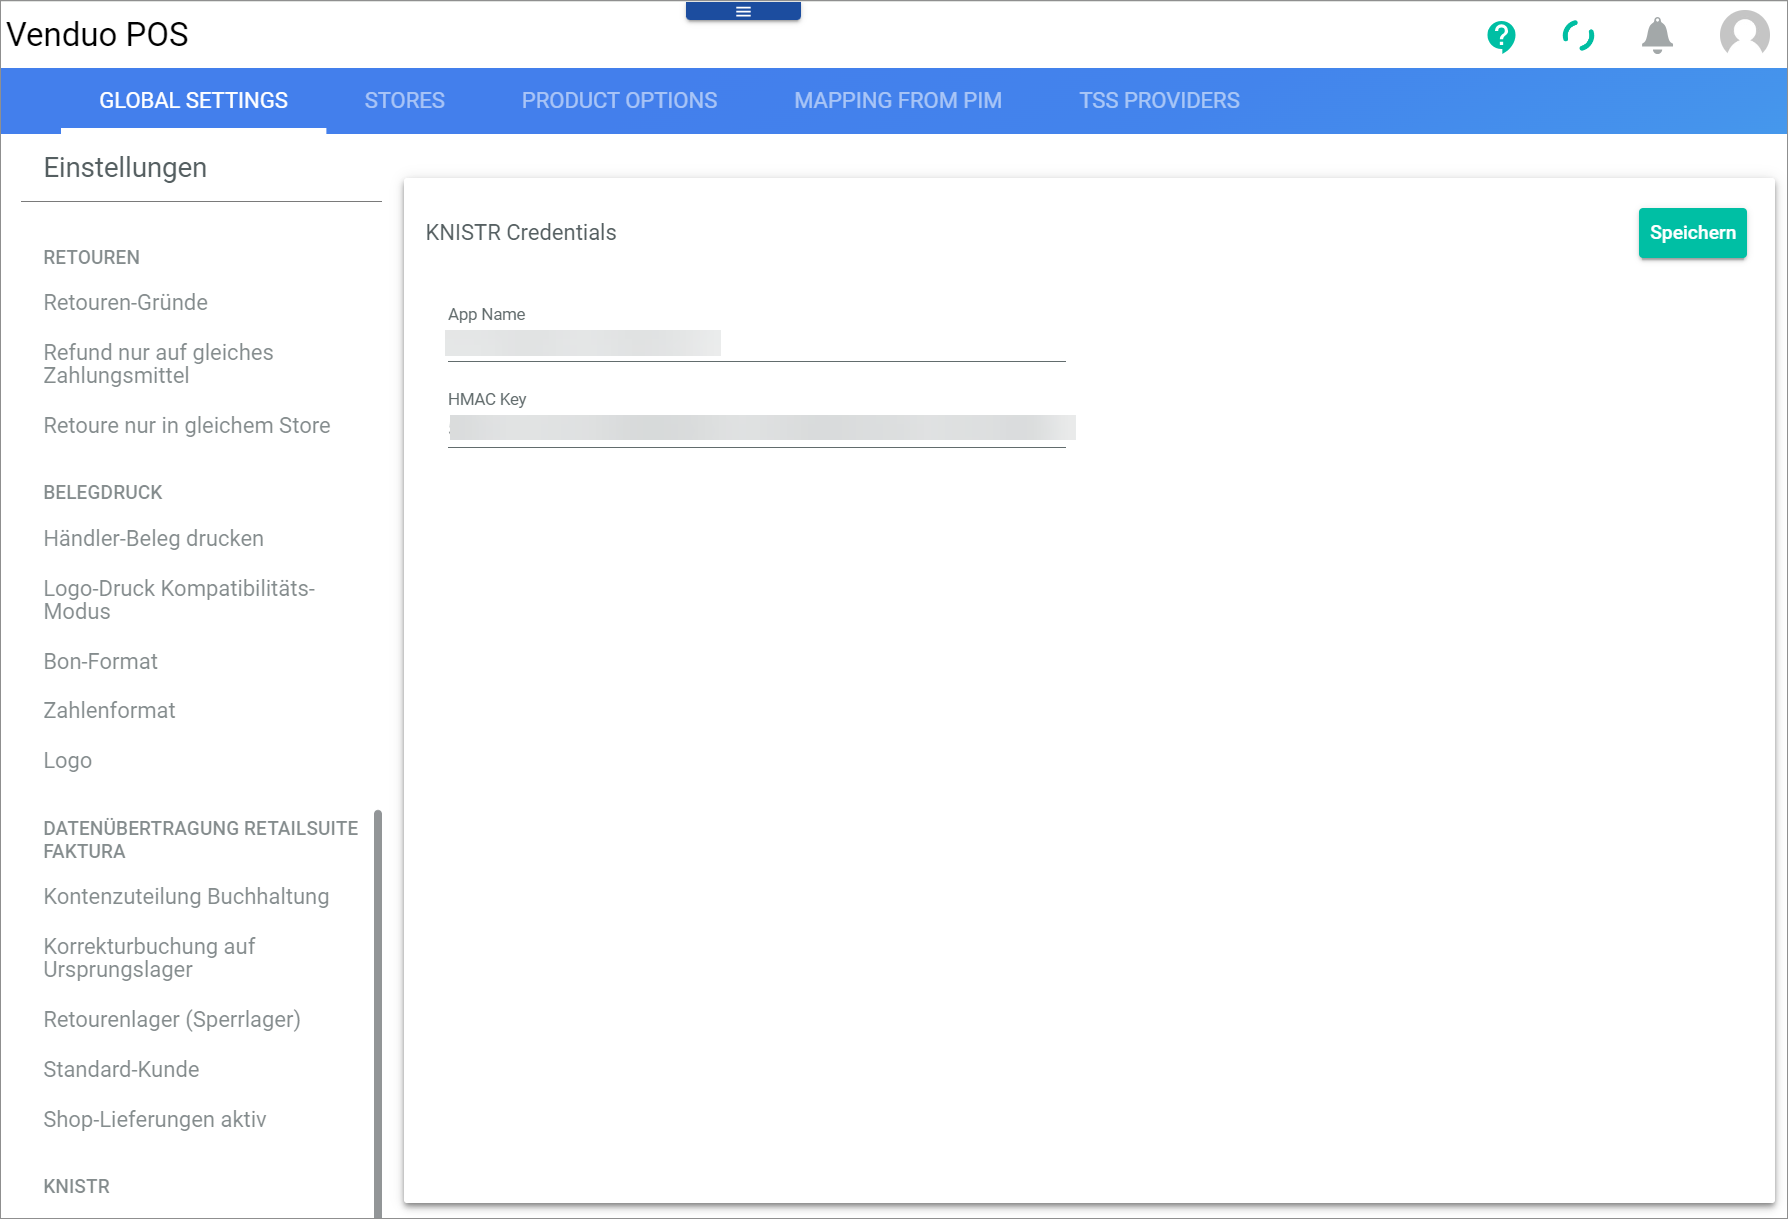 Venduo POS
GLOBAL SETTINGS
STORES
PRODUCT OPTIONS
MAPPING FROM PIM
TSS PROVIDERS
Einstellungen
RETOUREN
Retouren-Gründe
Refund nur auf gleiches
Zahlungsmittel
Retoure nur in gleichem Store
BELEGDRUCK
Händler-Beleg drucken
Logo-Druck Kompatibilitäts-
Modus
Bon-Format
Zahlenformat
Logo
DATENÜBERTRAGUNG RETAILSUITE
FAKTURA
Kontenzuteilung Buchhaltung
Korrekturbuchung auf
Ursprungslager
Retourenlager (Sperrlager)
Standard-Kunde
Shop-Lieferungen aktiv
KNISTR
KNISTR Credentials
Speichern
App Name
HMAC Key